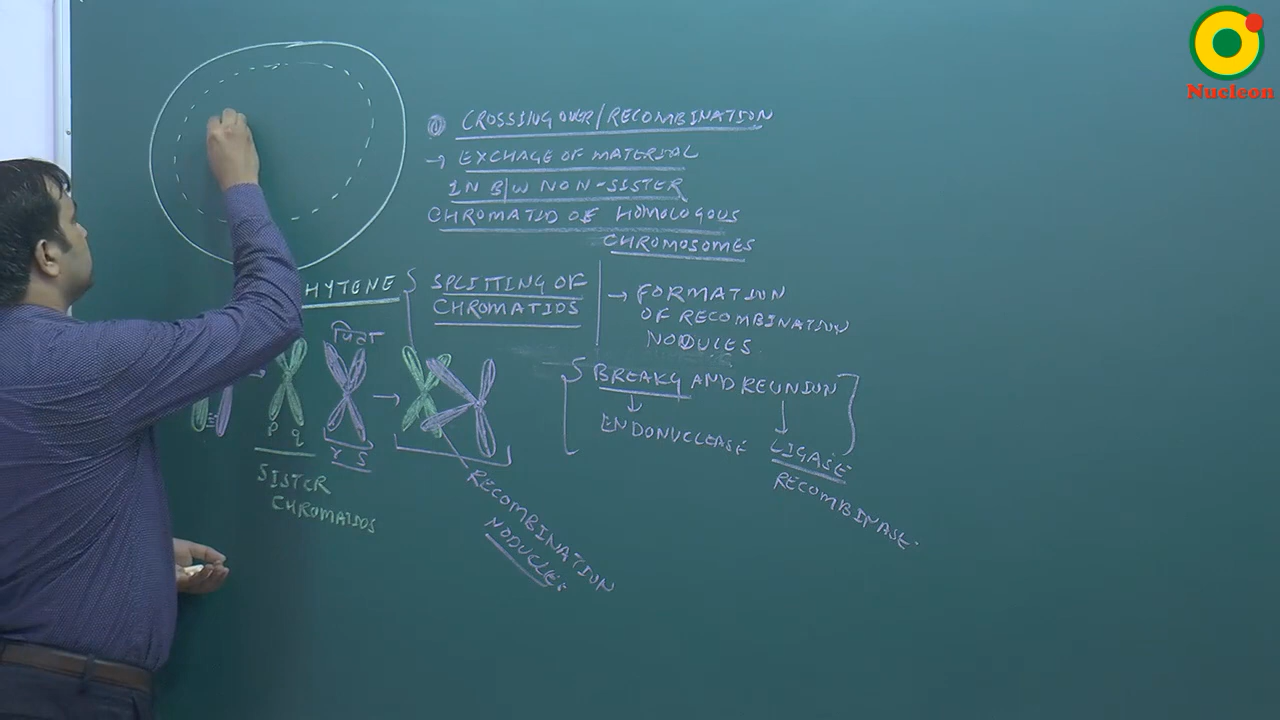 Nucleon
① CROSSING OVER/RECOMBINATION
→ EXCHAGE OF MATERIAL
IN B/W NON-SISTER
CHROMATID OF HOMOLOGOUS
CHROMOSOMES
HYTENE
SPLITTING OF
CHROMATIDS
→ FORMATION
OF RECOMBINATION
NODULES
BREAKG AND REUNION
ENDONUCLEASE
LIGASE
RECOMBINASE
P q
r s
SISTER
CHROMATIDS
RECOMBINATION
NODULES